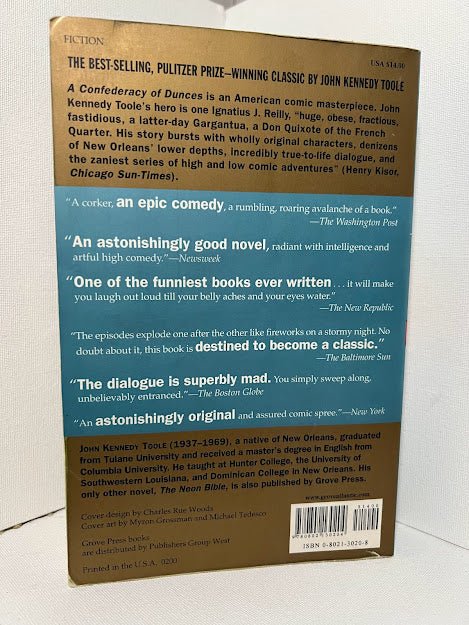 FICTION
USA $14.00
THE BEST-SELLING, PULITZER PRIZE–WINNING CLASSIC BY JOHN KENNEDY TOOLE
A Confederacy of Dunces is an American comic masterpiece. John
Kennedy Toole's hero is one Ignatius J. Reilly, "huge, obese, fractious,
fastidious, a latter-day Gargantua, a Don Quixote of the French
Quarter. His story bursts with wholly original characters, denizens
of New Orleans' lower depths, incredibly true-to-life dialogue, and
the zaniest series of high and low comic adventures" (Henry Kisor,
Chicago Sun-Times).
"A corker, an epic comedy, a rumbling, roaring avalanche of a book."
—The Washington Post
"An astonishingly good novel, radiant with intelligence and
artful high comedy."—Newsweek
"One of the funniest books ever written . . . it will make
you laugh out loud till your belly aches and your eyes water."
—The New Republic
"The episodes explode one after the other like fireworks on a stormy night. No
doubt about it, this book is destined to become a classic."
—The Baltimore Sun
"The dialogue is superbly mad. You simply sweep along,
unbelievably entranced."—The Boston Globe
"An astonishingly original and assured comic spree."—New York
JOHN KENNEDY TOOLE (1937–1969), a native of New Orleans, graduated
from Tulane University and received a master's degree in English from
Columbia University. He taught at Hunter College, the University of
Southwestern Louisiana, and Dominican College in New Orleans. His
only other novel, The Neon Bible, is also published by Grove Press.
www.groveatlantic.com
Cover design by Charles Rue Woods
Cover art by Myron Grossman and Michael Tedesco
Grove Press books
are distributed by Publishers Group West
Printed in the U.S.A. 0200
51400
9 780802 130204
ISBN 0-8021-3020-8